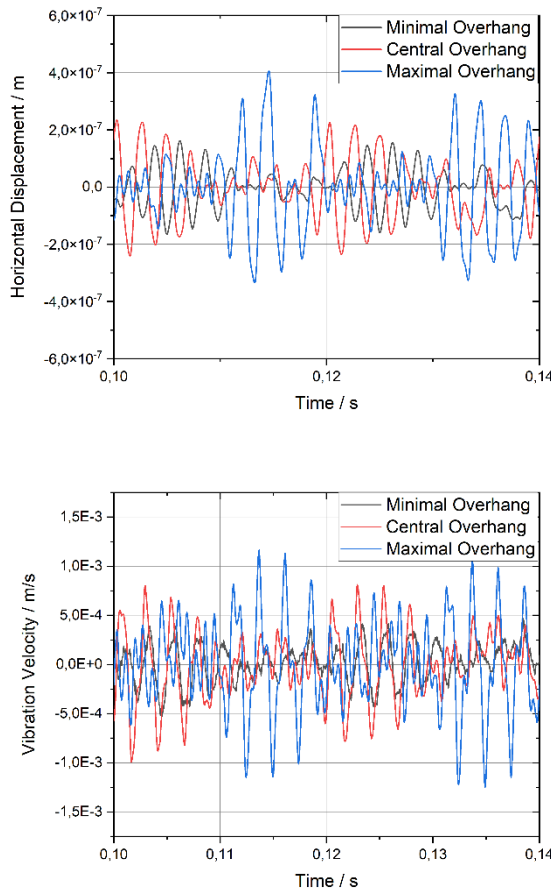 6,0×10⁻⁷
4,0×10⁻⁷
2,0×10⁻⁷
0,0
-2,0×10⁻⁷
-4,0×10⁻⁷
-6,0×10⁻⁷
Horizontal Displacement / m
Minimal Overhang
Central Overhang
Maximal Overhang
0,10
0,12
0,14
Time / s
1,5E-3
1,0E-3
5,0E-4
0,0E+0
-5,0E-4
-1,0E-3
-1,5E-3
Vibration Velocity / m/s
Minimal Overhang
Central Overhang
Maximal Overhang
0,10
0,11
0,12
0,13
0,14
Time / s